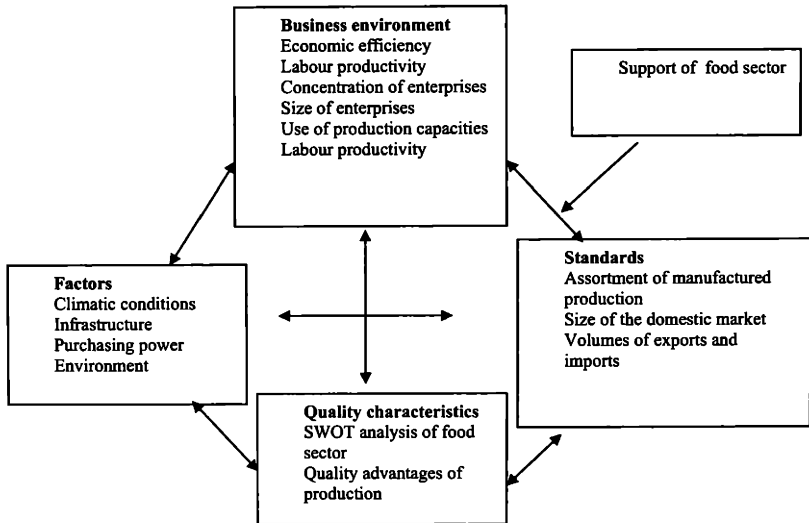 Business environment
Economic efficiency
Labour productivity
Concentration of enterprises
Size of enterprises
Use of production capacities
Labour productivity
Support of food sector
Factors
Climatic conditions
Infrastructure
Purchasing power
Environment
Standards
Assortment of manufactured
production
Size of the domestic market
Volumes of exports and
imports
Quality characteristics
SWOT analysis of food
sector
Quality advantages of
production